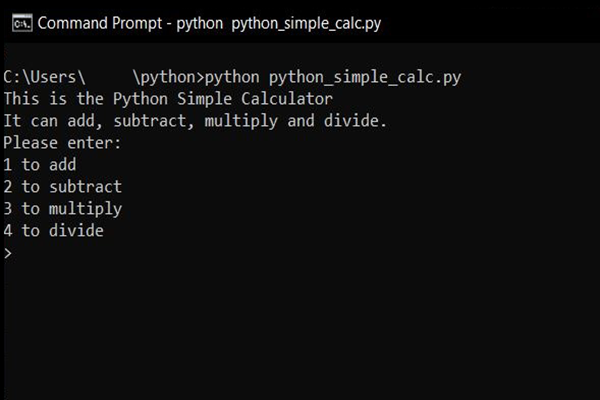 Command Prompt - python python_simple_calc.py
C:\Users\ \python>python python_simple_calc.py
This is the Python Simple Calculator
It can add, subtract, multiply and divide.
Please enter:
1 to add
2 to subtract
3 to multiply
4 to divide
>